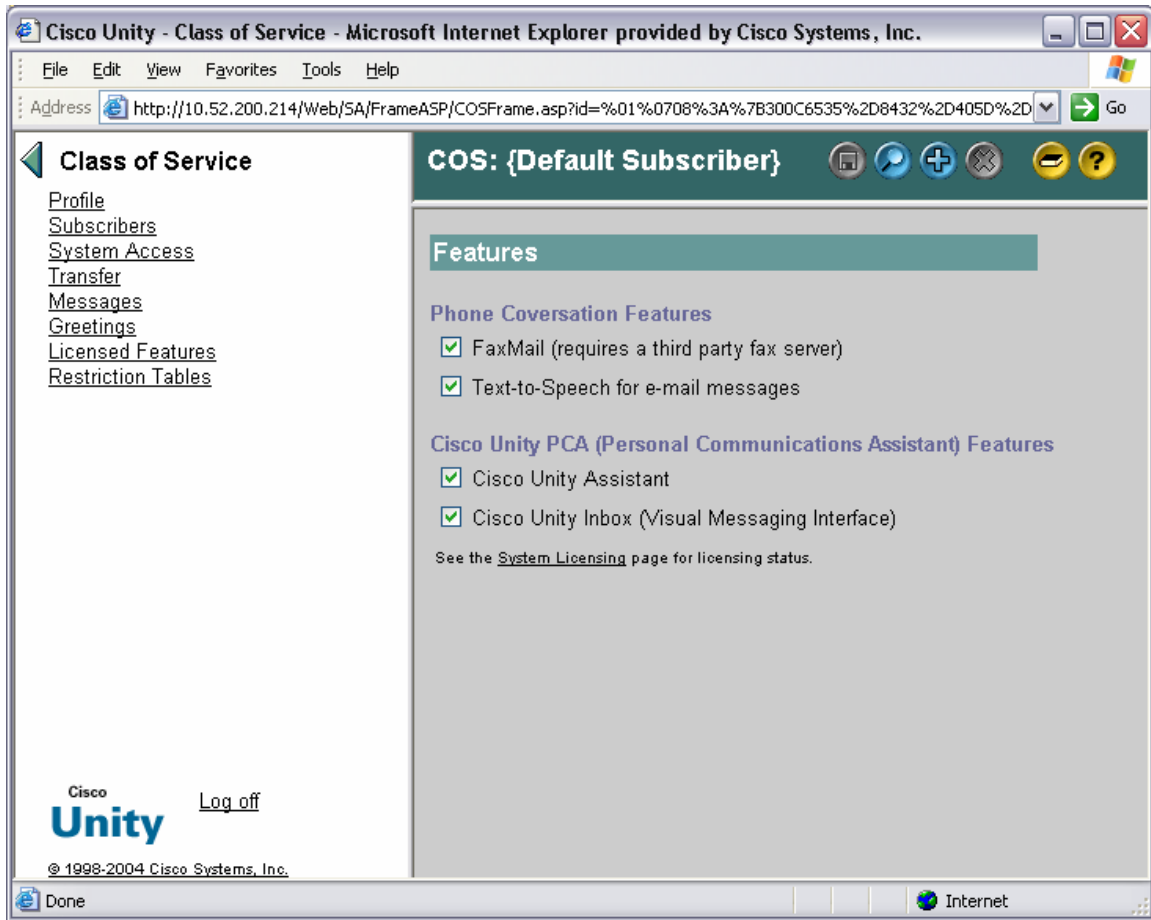 Cisco Unity - Class of Service - Microsoft Internet Explorer provided by Cisco Systems, Inc.
File Edit View Favorites Tools Help
Address http://10.52.200.214/Web/SA/FrameASP/COSFrame.asp?id=%01%0708%3A%7B300C6535%2D8432%2D405D%2D Go
Class of Service
Profile
Subscribers
System Access
Transfer
Messages
Greetings
Licensed Features
Restriction Tables
Cisco
Unity
Log off
© 1998-2004 Cisco Systems, Inc.
COS: {Default Subscriber}
?
Features
Phone Coversation Features
FaxMail (requires a third party fax server)
Text-to-Speech for e-mail messages
Cisco Unity PCA (Personal Communications Assistant) Features
Cisco Unity Assistant
Cisco Unity Inbox (Visual Messaging Interface)
See the System Licensing page for licensing status.
Done
Internet